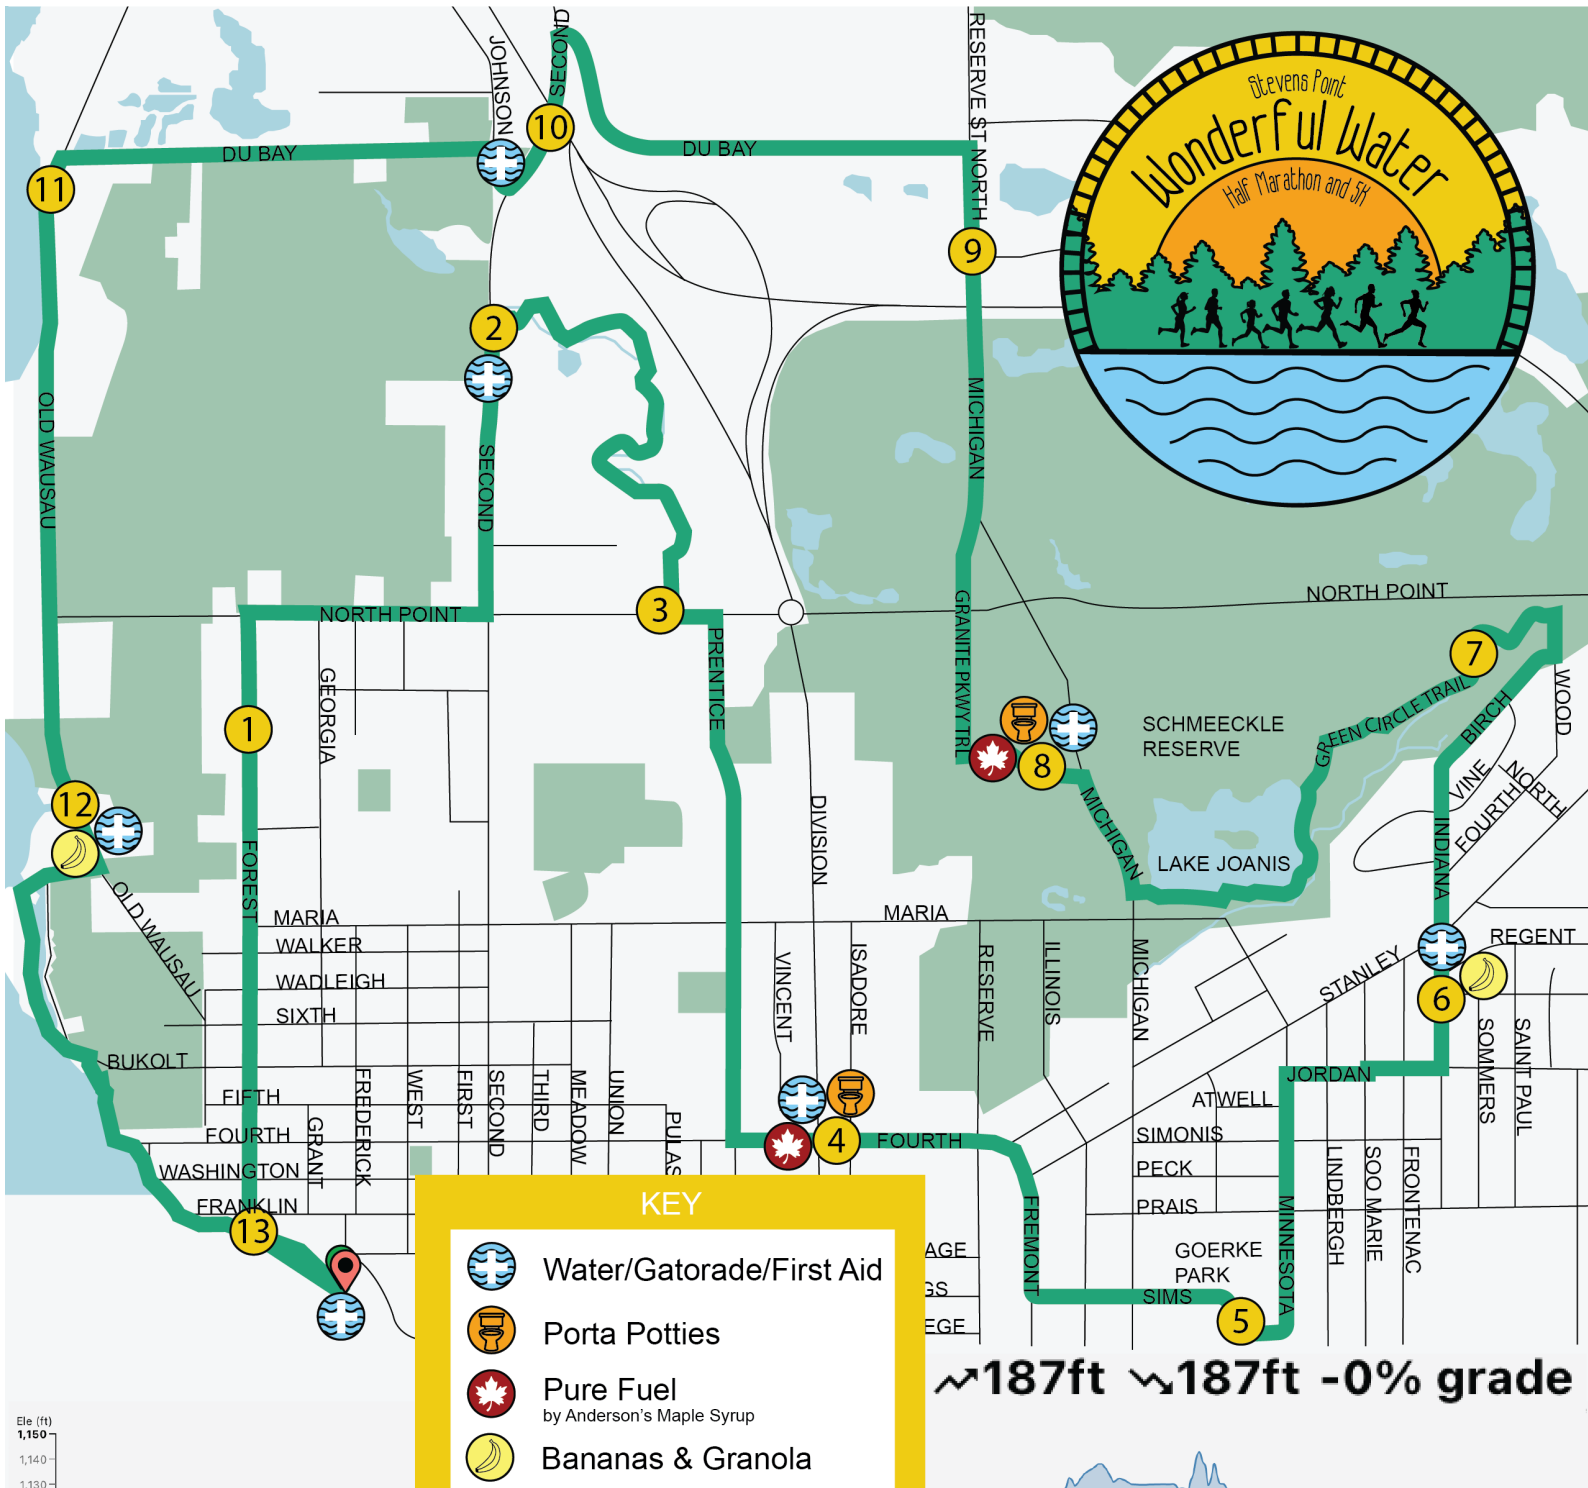 Stevens Point
Wonderful Water
Half Marathon and 5K
SECOND
JOHNSON
RESERVE ST NORTH
10
DU BAY
DU BAY
11
9
2
OLD WAUSAU
MICHIGAN
SECOND
NORTH POINT
GRANITE PKWY TRL
3
NORTH POINT
PRENTICE
7
GEORGIA
WOOD
GREEN CIRCLE TRAIL
BIRCH
1
SCHMEECKLE
RESERVE
8
VINE
NORTH
FOURTH
12
DIVISION
MICHIGAN
INDIANA
LAKE JOANIS
FOREST
OLD WAUSAU
MARIA
MARIA
WALKER
WADLEIGH
SIXTH
VINCENT
ISADORE
RESERVE
ILLINOIS
MICHIGAN
STANLEY
REGENT
6
SOMMERS
SAINT PAUL
BUKOLT
JORDAN
FIFTH
FREDERICK
WEST
FIRST
SECOND
THIRD
MEADOW
UNION
ATWELL
FOURTH
GRANT
PULAS
4
FOURTH
SIMONIS
WASHINGTON
PECK
LINDBERGH
SOO MARIE
FRONTENAC
FRANKLIN
PRAIS
13
FREMONT
MINNESOTA
AGE
GOERKE
PARK
GS
SIMS
EGE
5
KEY
Water/Gatorade/First Aid
Porta Potties
Pure Fuel
by Anderson's Maple Syrup
Bananas & Granola
187ft 187ft -0% grade
Ele (ft)
1,150
1,140
1,130